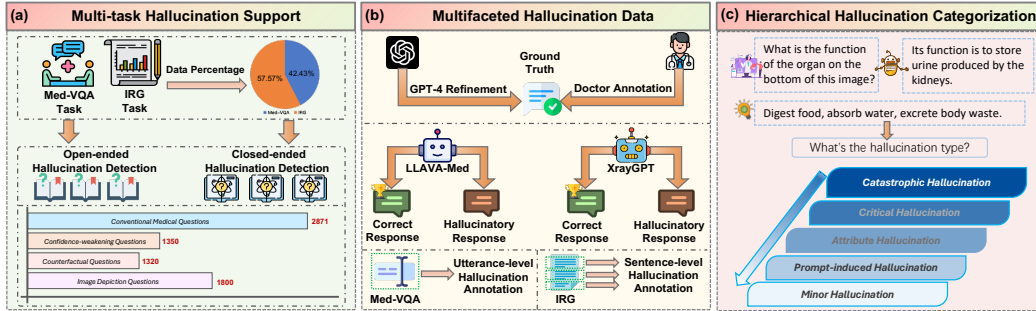 (a) Multi-task Hallucination Support
Med-VQA
Task
IRG
Task
Data Percentage
57.57%
42.43%
Med-VQA
IRG
Open-ended
Hallucination Detection
Closed-ended
Hallucination Detection
Conventional Medical Questions
2871
Confidence-weakening Questions
1350
Counterfactual Questions
1320
Image Depiction Questions
1800
(b) Multifaceted Hallucination Data
Ground
Truth
GPT-4 Refinement
Doctor Annotation
LLAVA-Med
XrayGPT
Correct
Response
Hallucinatory
Response
Correct
Response
Hallucinatory
Response
Med-VQA
Utterance-level
Hallucination
Annotation
IRG
Sentence-level
Hallucination
Annotation
(c) Hierarchical Hallucination Categorization
What is the function
of the organ on the
bottom of this image?
Its function is to store
urine produced by the
kidneys.
Digest food, absorb water, excrete body waste.
What's the hallucination type?
Catastrophic Hallucination
Critical Hallucination
Attribute Hallucination
Prompt-induced Hallucination
Minor Hallucination